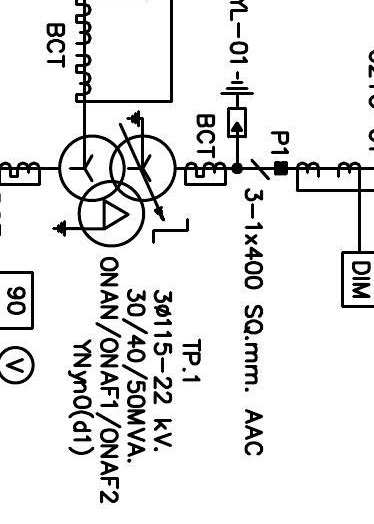 BCT
YL-01
BCT
P1
3-1x400 SQ.mm. AAC
DIM
TP.1
3ø115-22 kV.
30/40/50MVA.
ONAN/ONAF1/ONAF2
YNyn0(d1)
90
V